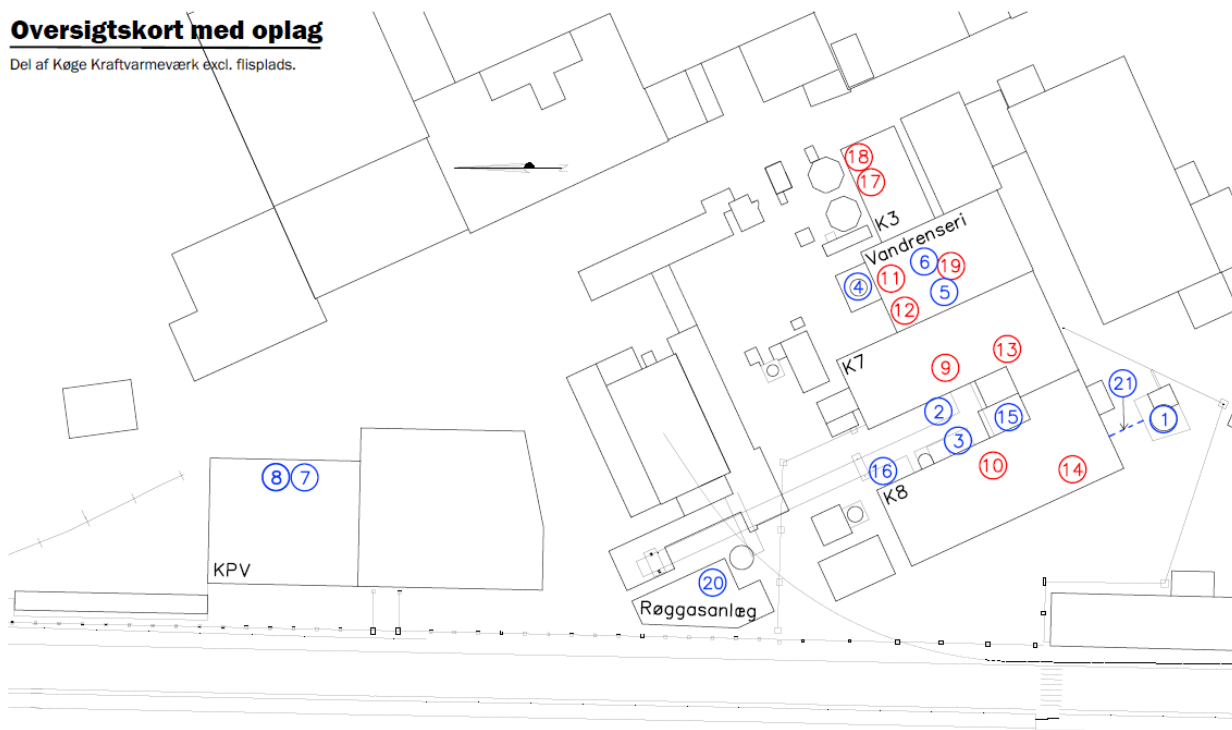 Oversigtskort med oplag
Del af Køge Kraftvarmeværk excl. flisplads.
18
17
K3
Vandrenseri
6
19
11
4
5
12
13
K7
9
21
2
15
1
3
16
10
14
K8
8
7
KPV
20
Røggasanlæg